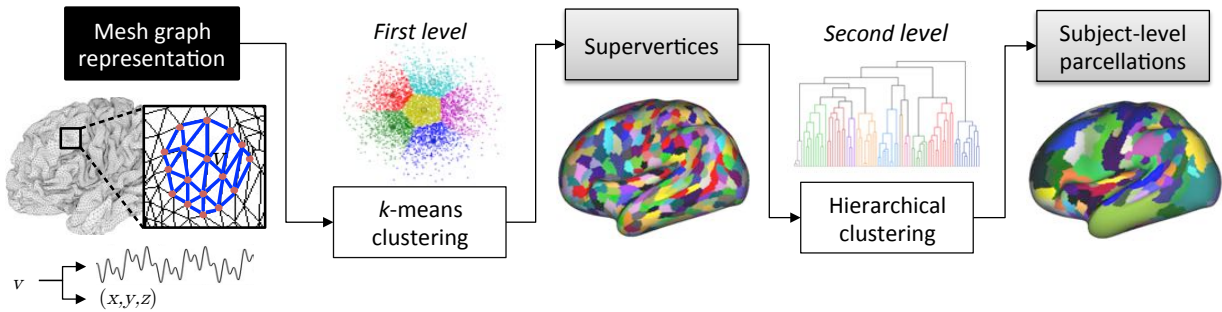 Mesh graph
representation
First level
k-means
clustering
Supervertices
Second level
Hierarchical
clustering
Subject-level
parcellations
v
v
(x,y,z)